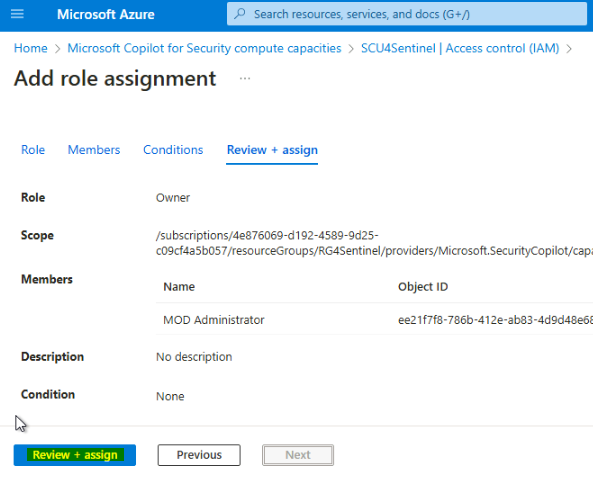 Microsoft Azure
Search resources, services, and docs (G+/)
Home > Microsoft Copilot for Security compute capacities > SCU4Sentinel | Access control (IAM) >
Add role assignment ...
Role Members Conditions Review + assign
Role Owner
Scope /subscriptions/4e876069-d192-4589-9d25-
c09cf4a5b057/resourceGroups/RG4Sentinel/providers/Microsoft.SecurityCopilot/capa
Members Name Object ID
MOD Administrator ee21f7f8-786b-412e-ab83-4d9d48e68
Description No description
Condition None
Review + assign Previous Next